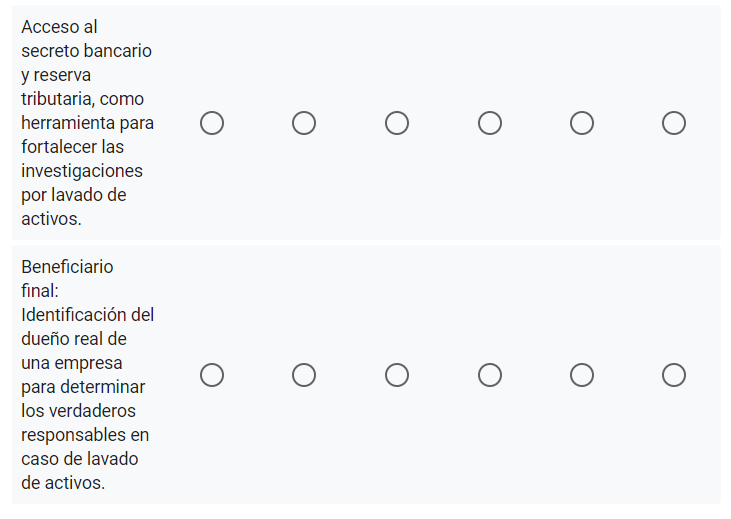 Acceso al
secreto bancario
y reserva
tributaria, como
herramienta para
fortalecer las
investigaciones
por lavado de
activos.
Beneficiario
final:
Identificación del
dueño real de
una empresa
para determinar
los verdaderos
responsables en
caso de lavado
de activos.